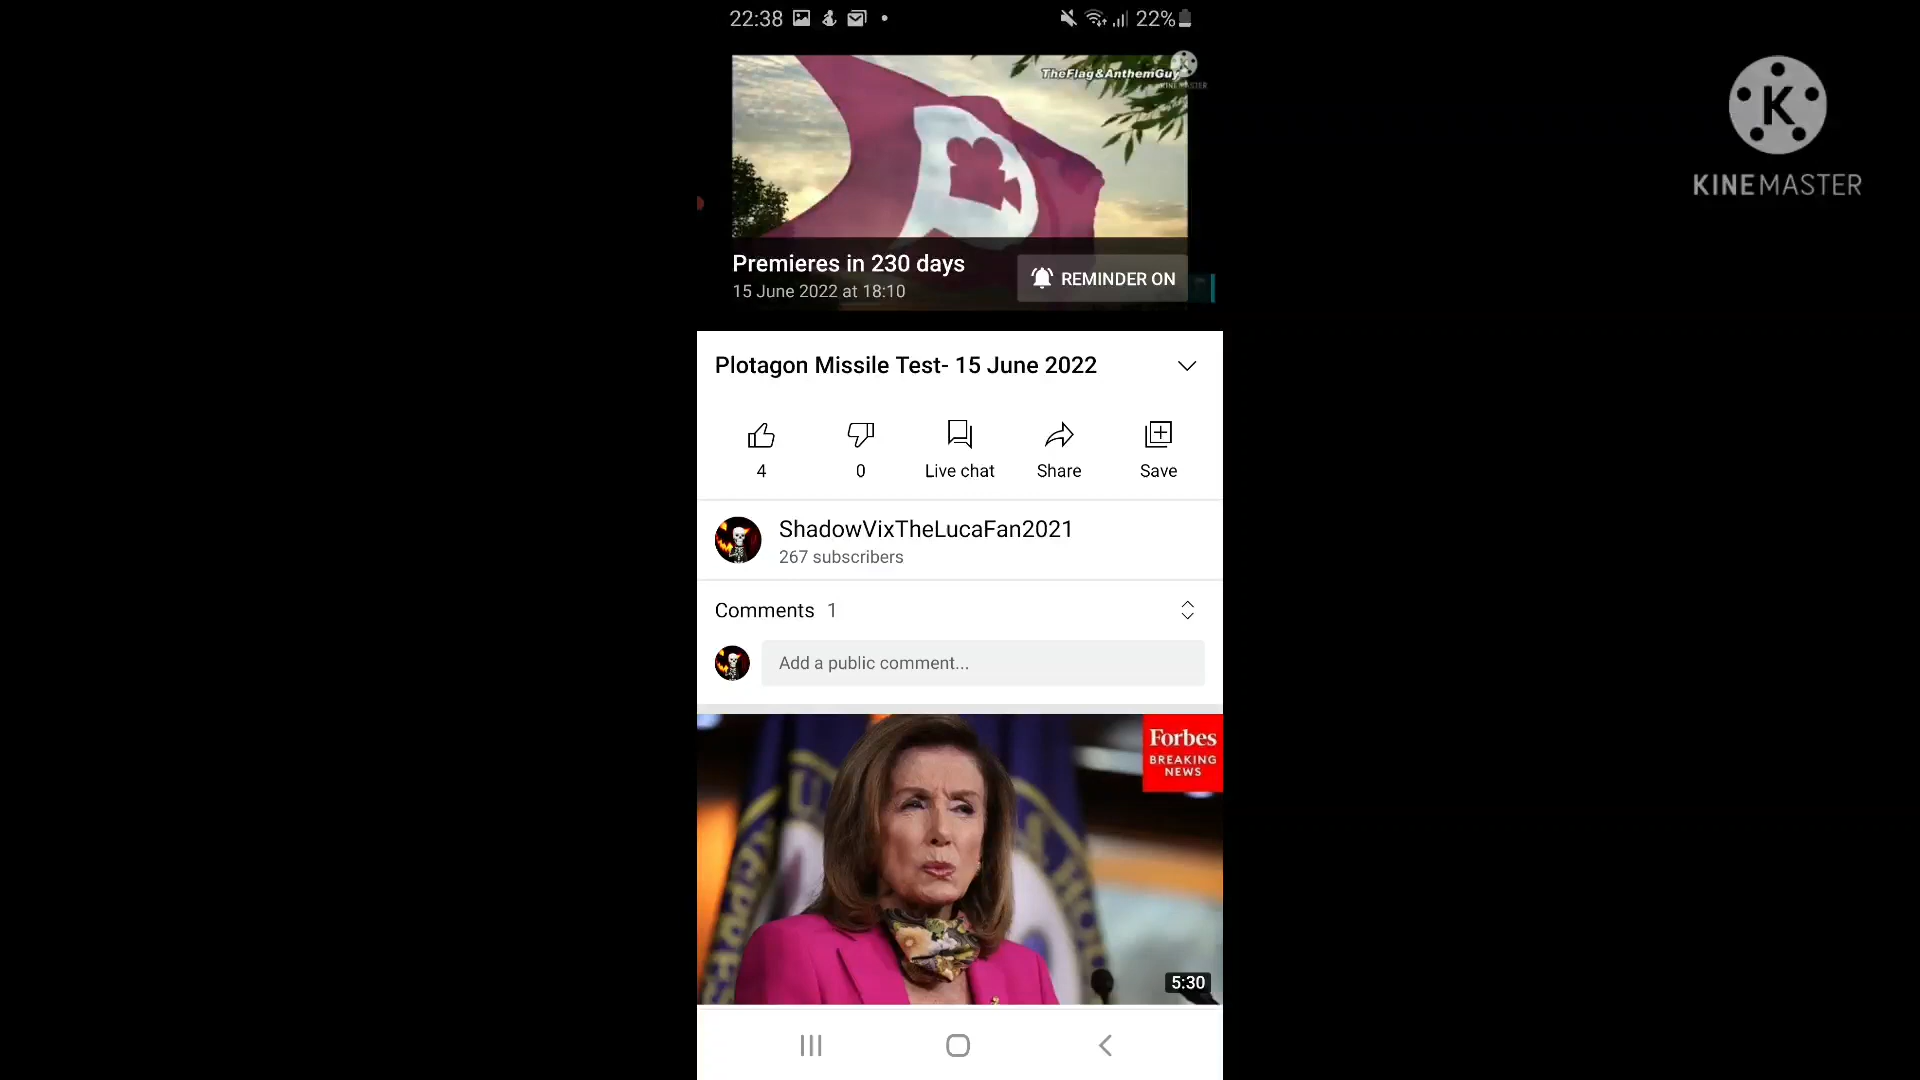 22:38
22%
TheFlag&AnthemGuy
KINEMASTER
K
KINEMASTER
Premieres in 230 days
15 June 2022 at 18:10
REMINDER ON
Plotagon Missile Test- 15 June 2022
4
0
Live chat
Share
Save
ShadowVixTheLucaFan2021
267 subscribers
Comments 1
Add a public comment...
Forbes
BREAKING
NEWS
5:30